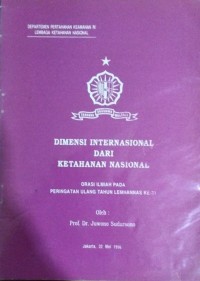 DEPARTEMEN PERTAHANAN KEAMANAN RI
LEMBAGA KETAHANAN NASIONAL
DIMENSI INTERNASIONAL
DARI
KETAHANAN NASIONAL
ORASI ILMIAH PADA
PERINGATAN ULANG TAHUN LEMHANNAS KE-
Oleh :
Prof. Dr. Juwono Sudarsono
Jakarta, Mei